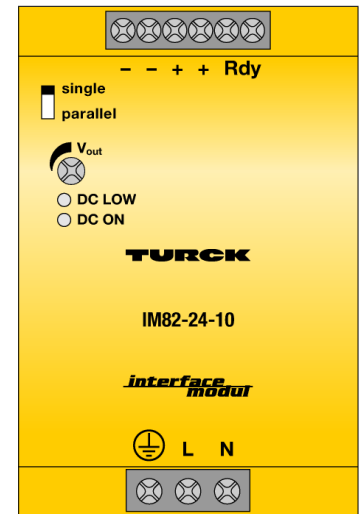 - - + + Rdy
single
parallel
Vout
DC LOW
DC ON
TURCK
IM82-24-10
interface
modul
L N